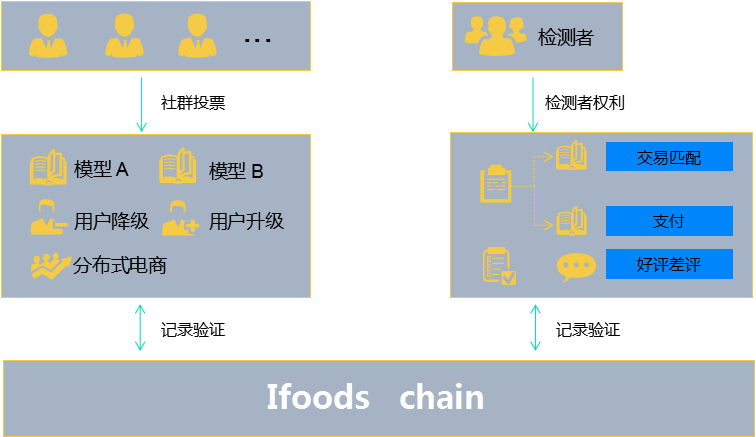 ...
检测者
社群投票
检测者权利
模型 A
模型 B
用户降级
用户升级
分布式电商
交易匹配
支付
好评差评
记录验证
记录验证
Ifoods chain